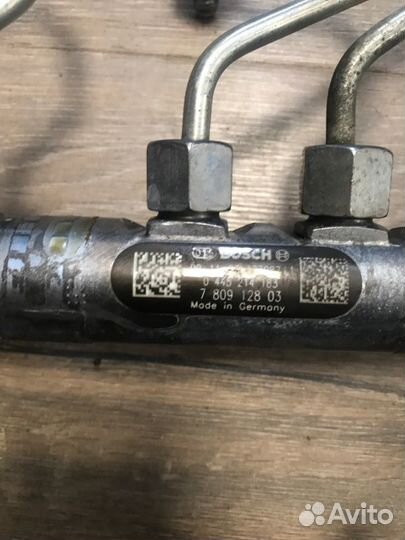 BOSCH
0 445 214 183
7 809 128 03
Made in Germany
Avito